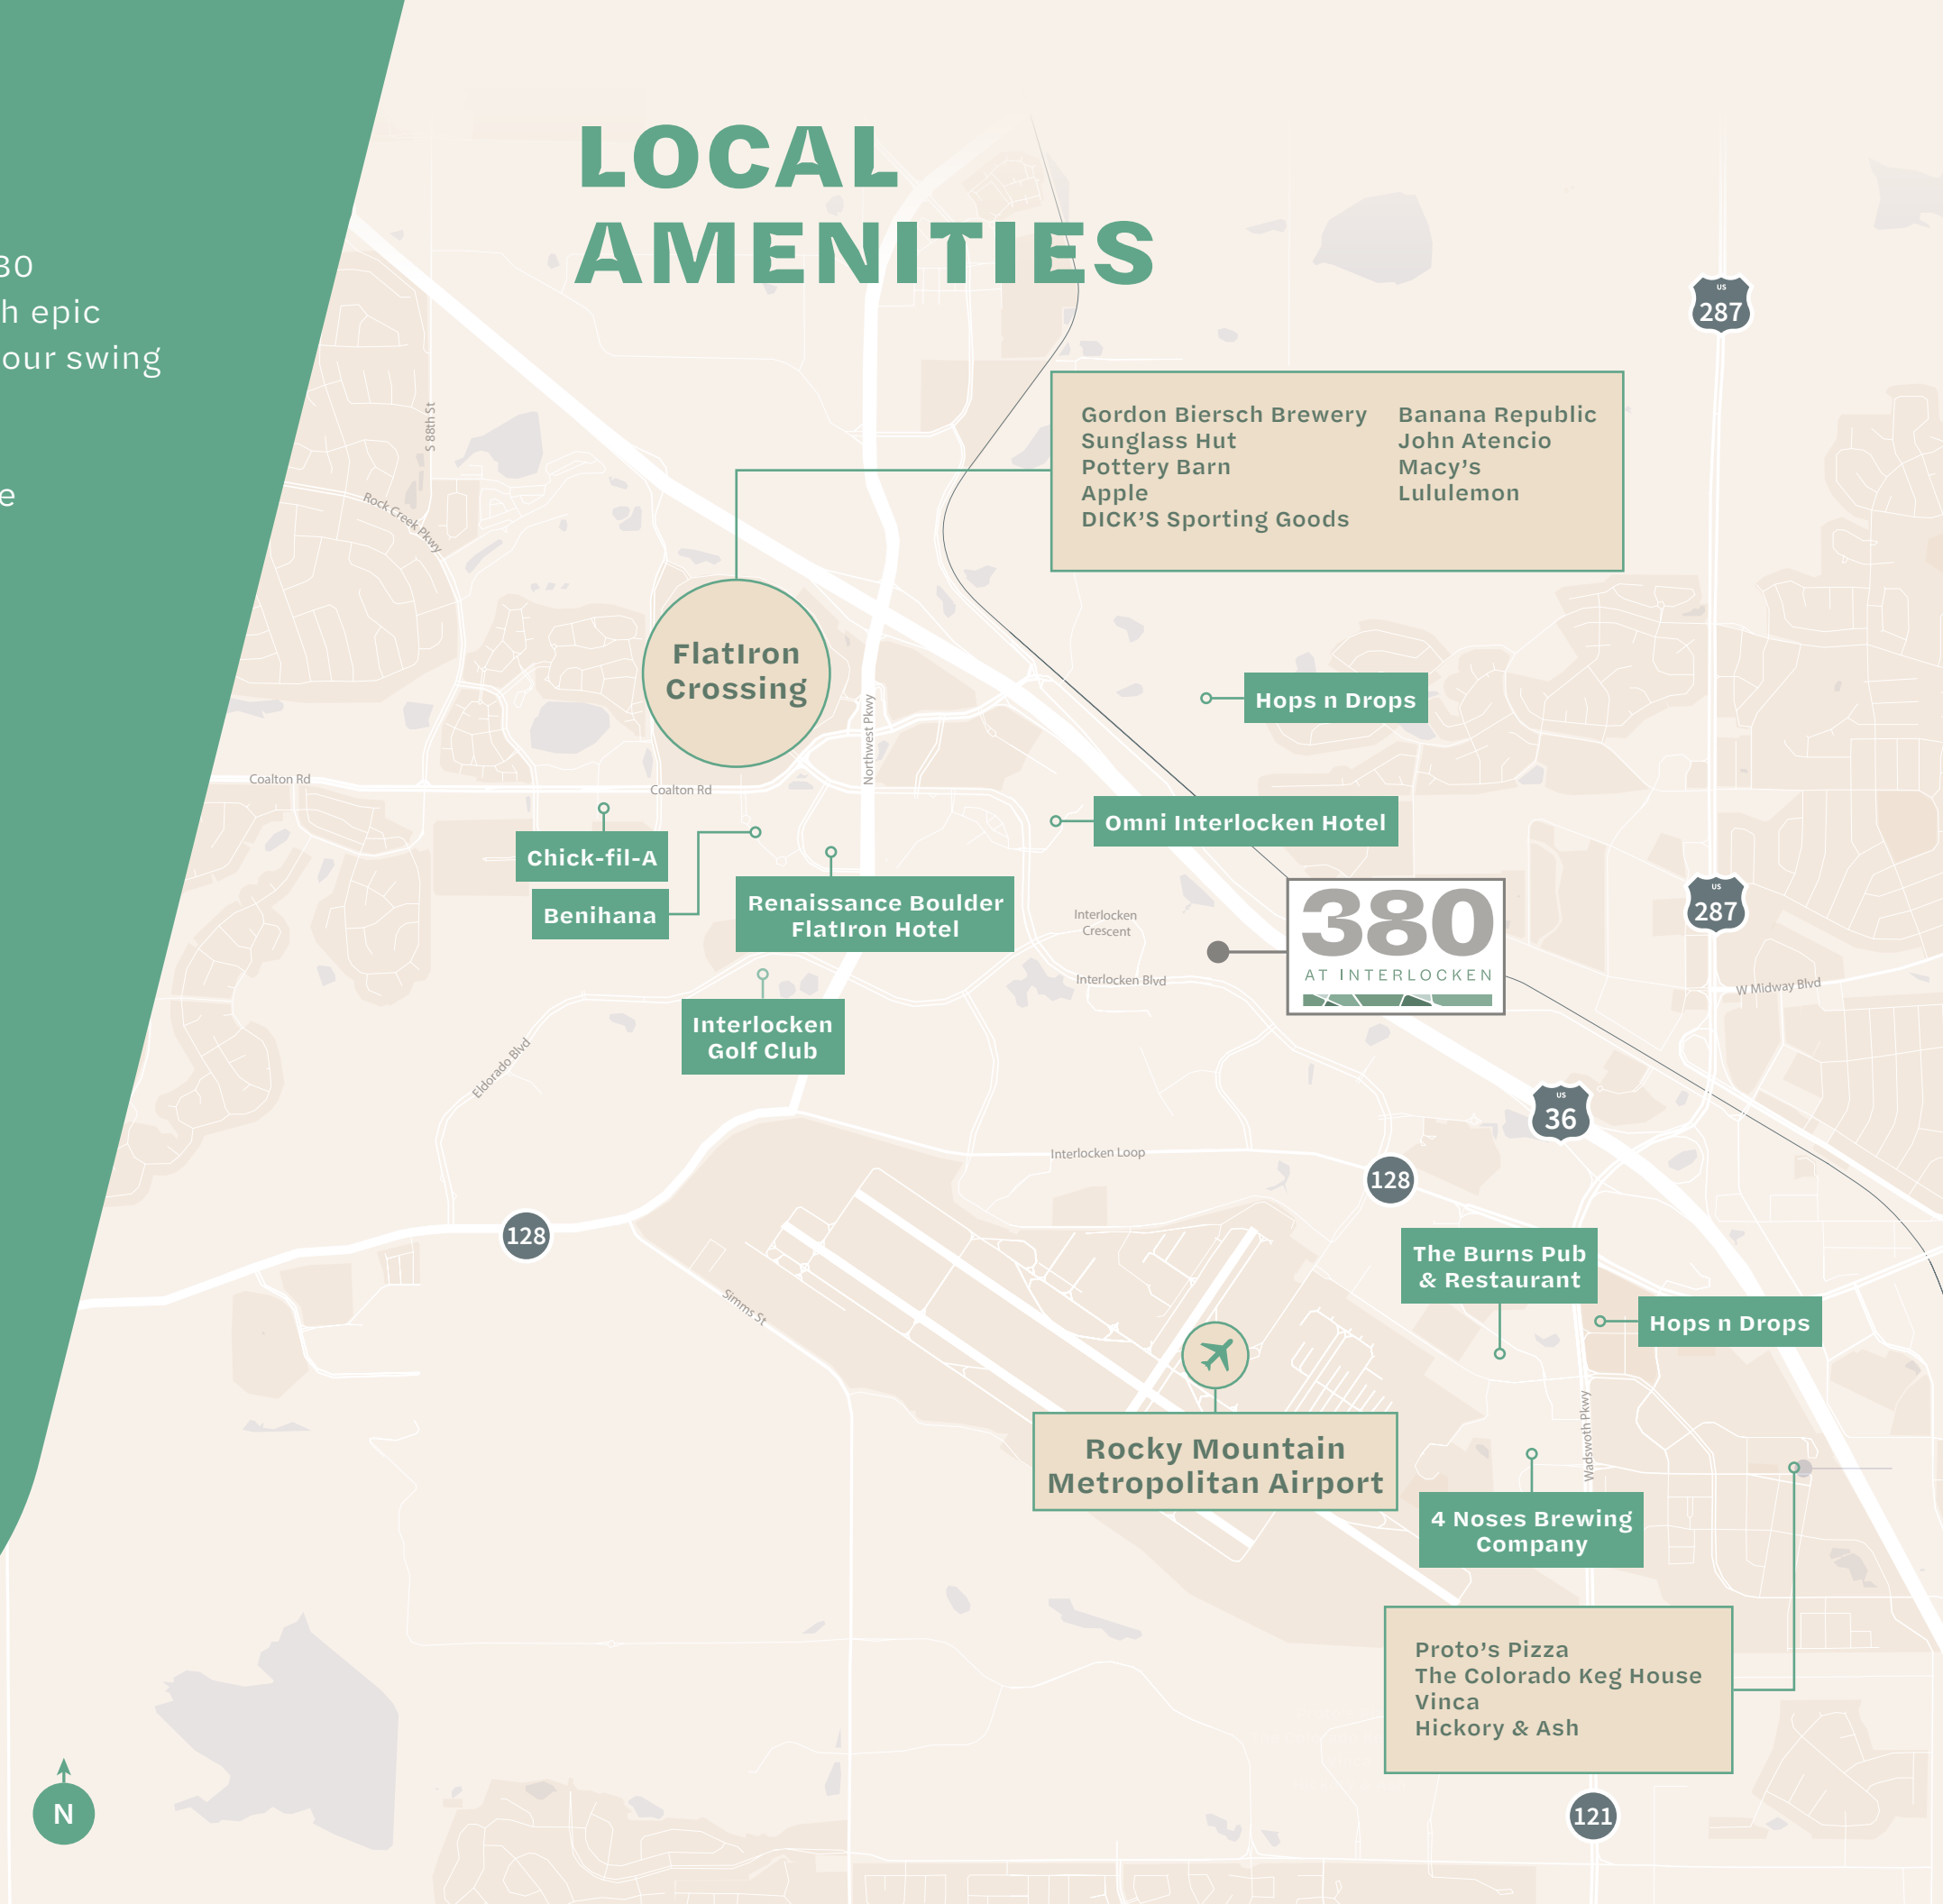 LOCAL
AMENITIES
30
h epic
our swing
e
US
287
S 88th St
Rock Creek Pkwy
Gordon Biersch Brewery
Sunglass Hut
Pottery Barn
Apple
DICK’S Sporting Goods
Banana Republic
John Atencio
Macy’s
Lululemon
FlatIron
Crossing
Hops n Drops
Northwest Pkwy
Coalton Rd
Coalton Rd
Omni Interlocken Hotel
Chick-fil-A
Benihana
Renaissance Boulder
FlatIron Hotel
Interlocken
Crescent
380
AT INTERLOCKEN
US
287
Interlocken Blvd
W Midway Blvd
Interlocken
Golf Club
Eldorado Blvd
US
36
Interlocken Loop
128
128
The Burns Pub
& Restaurant
Simms St
Hops n Drops
Rocky Mountain
Metropolitan Airport
Wadswoth Pkwy
4 Noses Brewing
Company
Proto’s Pizza
The Colorado Keg House
Vinca
Hickory & Ash
N
121